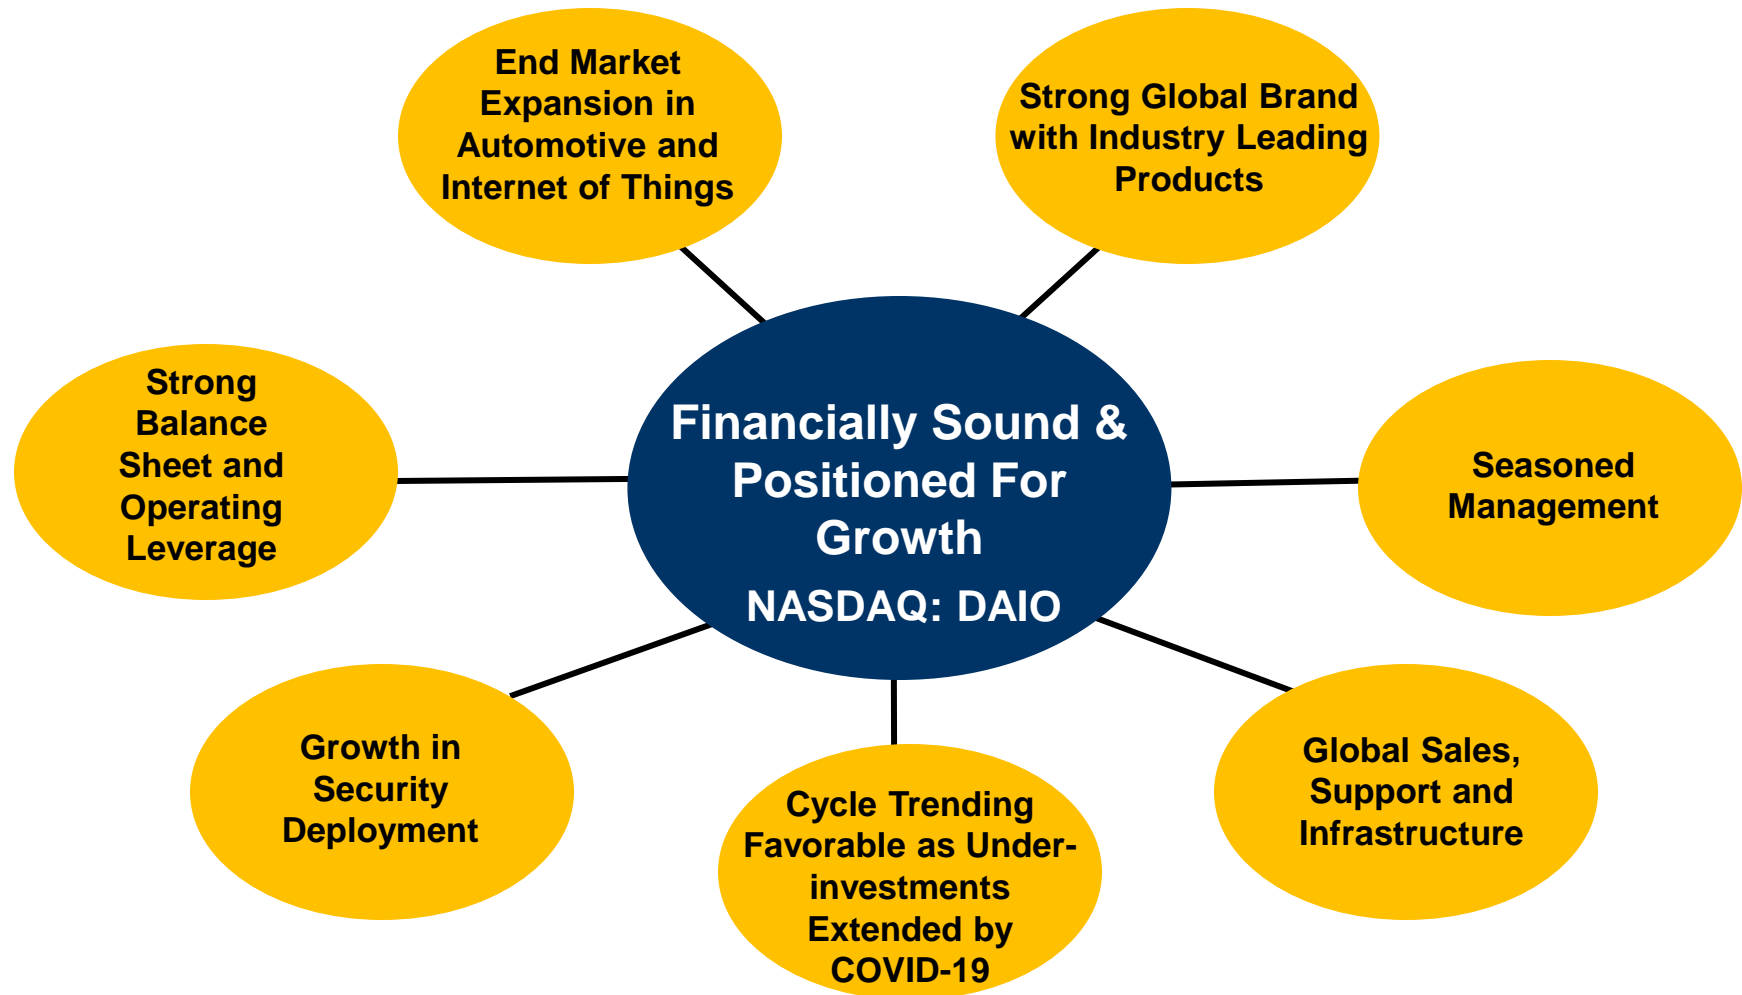 End Market
Expansion in
Automotive and
Internet of Things
Strong Global Brand
with Industry Leading
Products
Strong
Balance
Sheet and
Operating
Leverage
Financially Sound &
Positioned For
Growth
NASDAQ: DAIO
Seasoned
Management
Growth in
Security
Deployment
Cycle Trending
Favorable as Under-
investments
Extended by
COVID-19
Global Sales,
Support and
Infrastructure